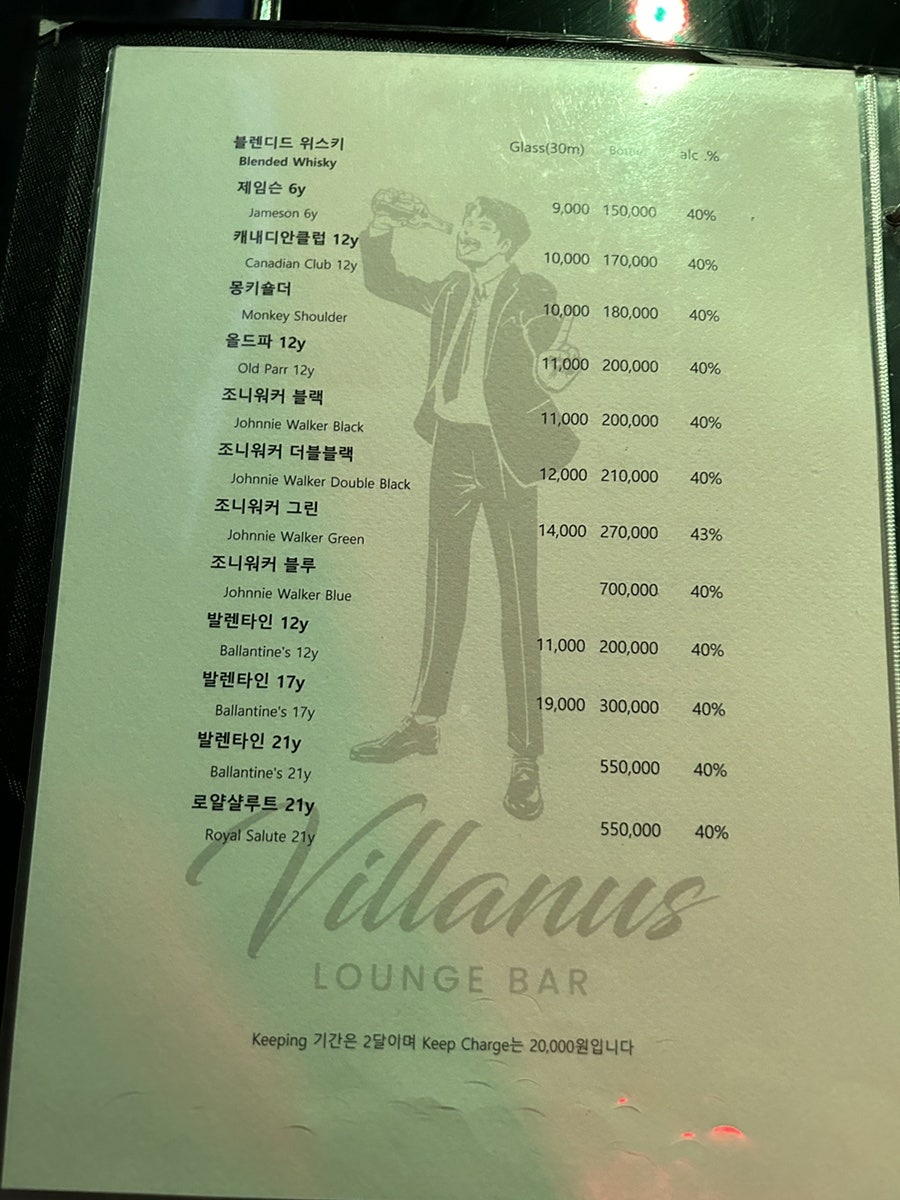 블렌디드 위스키
Blended Whisky Glass(30m) Bottle alc .%
제임슨 6y
Jameson 6y 9,000 150,000 40%
캐내디안클럽 12y
Canadian Club 12y 10,000 170,000 40%
몽키숄더
Monkey Shoulder 10,000 180,000 40%
올드파 12y
Old Parr 12y 11,000 200,000 40%
조니워커 블랙
Johnnie Walker Black 11,000 200,000 40%
조니워커 더블블랙
Johnnie Walker Double Black 12,000 210,000 40%
조니워커 그린
Johnnie Walker Green 14,000 270,000 43%
조니워커 블루
Johnnie Walker Blue 700,000 40%
발렌타인 12y
Ballantine's 12y 11,000 200,000 40%
발렌타인 17y
Ballantine's 17y 19,000 300,000 40%
발렌타인 21y
Ballantine's 21y 550,000 40%
로얄샬루트 21y
Royal Salute 21y 550,000 40%
Villanus
LOUNGE BAR
Keeping 기간은 2달이며 Keep Charge는 20,000원입니다